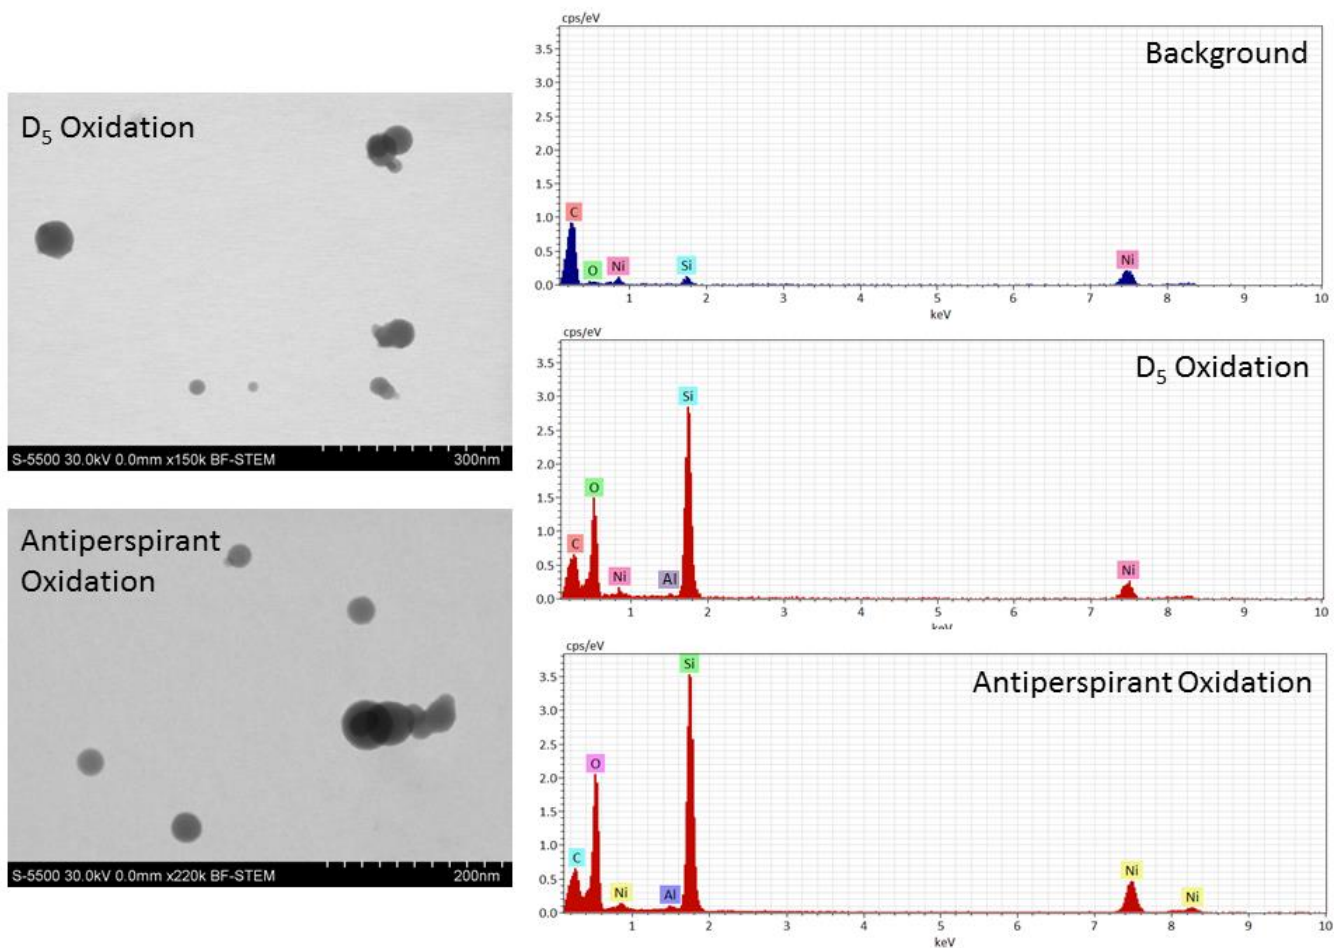 D₅ Oxidation
S-5500 30.0kV 0.0mm x150k BF-STEM 300nm
Antiperspirant
Oxidation
S-5500 30.0kV 0.0mm x220k BF-STEM 200nm
cps/eV
Background
3.5
3.0
2.5
2.0
1.5
1.0
0.5
0.0
C
O
Ni
Si
Ni
1 2 3 4 5 6 7 8 9 10
keV
cps/eV
D₅ Oxidation
3.5
3.0
2.5
2.0
1.5
1.0
0.5
0.0
C
O
Ni
Al
Si
Ni
1 2 3 4 5 6 7 8 9 10
keV
cps/eV
Antiperspirant Oxidation
3.5
3.0
2.5
2.0
1.5
1.0
0.5
0.0
C
O
Ni
Al
Si
Ni
Ni
1 2 3 4 5 6 7 8 9 10
keV